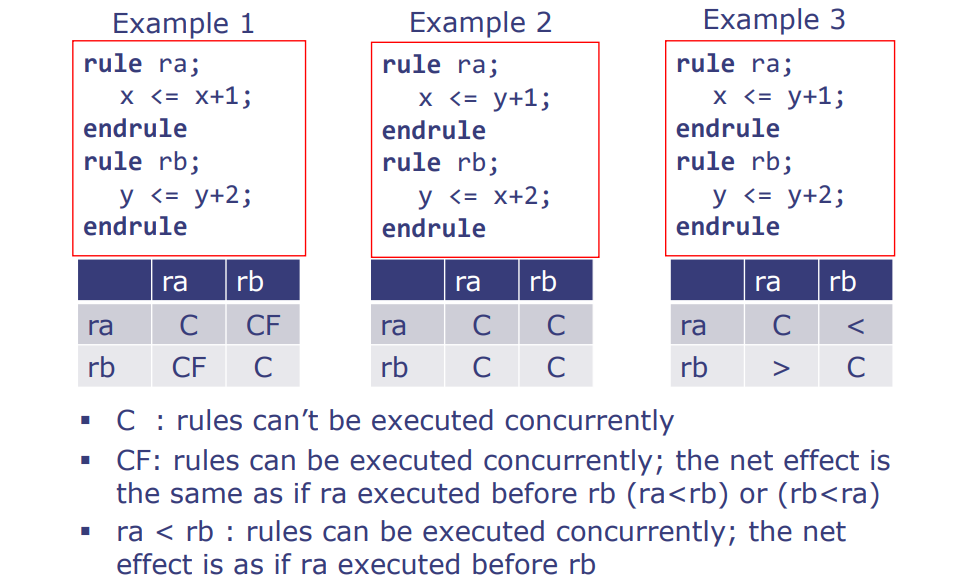 Example 1
rule ra;
x <= x+1;
endrule
rule rb;
y <= y+2;
endrule
ra rb
ra C CF
rb CF C
Example 2
rule ra;
x <= y+1;
endrule
rule rb;
y <= x+2;
endrule
ra rb
ra C C
rb C C
Example 3
rule ra;
x <= y+1;
endrule
rule rb;
y <= y+2;
endrule
ra rb
ra C <
rb > C
▪ C : rules can’t be executed concurrently
▪ CF: rules can be executed concurrently; the net effect is
the same as if ra executed before rb (ra<rb) or (rb<ra)
▪ ra < rb : rules can be executed concurrently; the net
effect is as if ra executed before rb